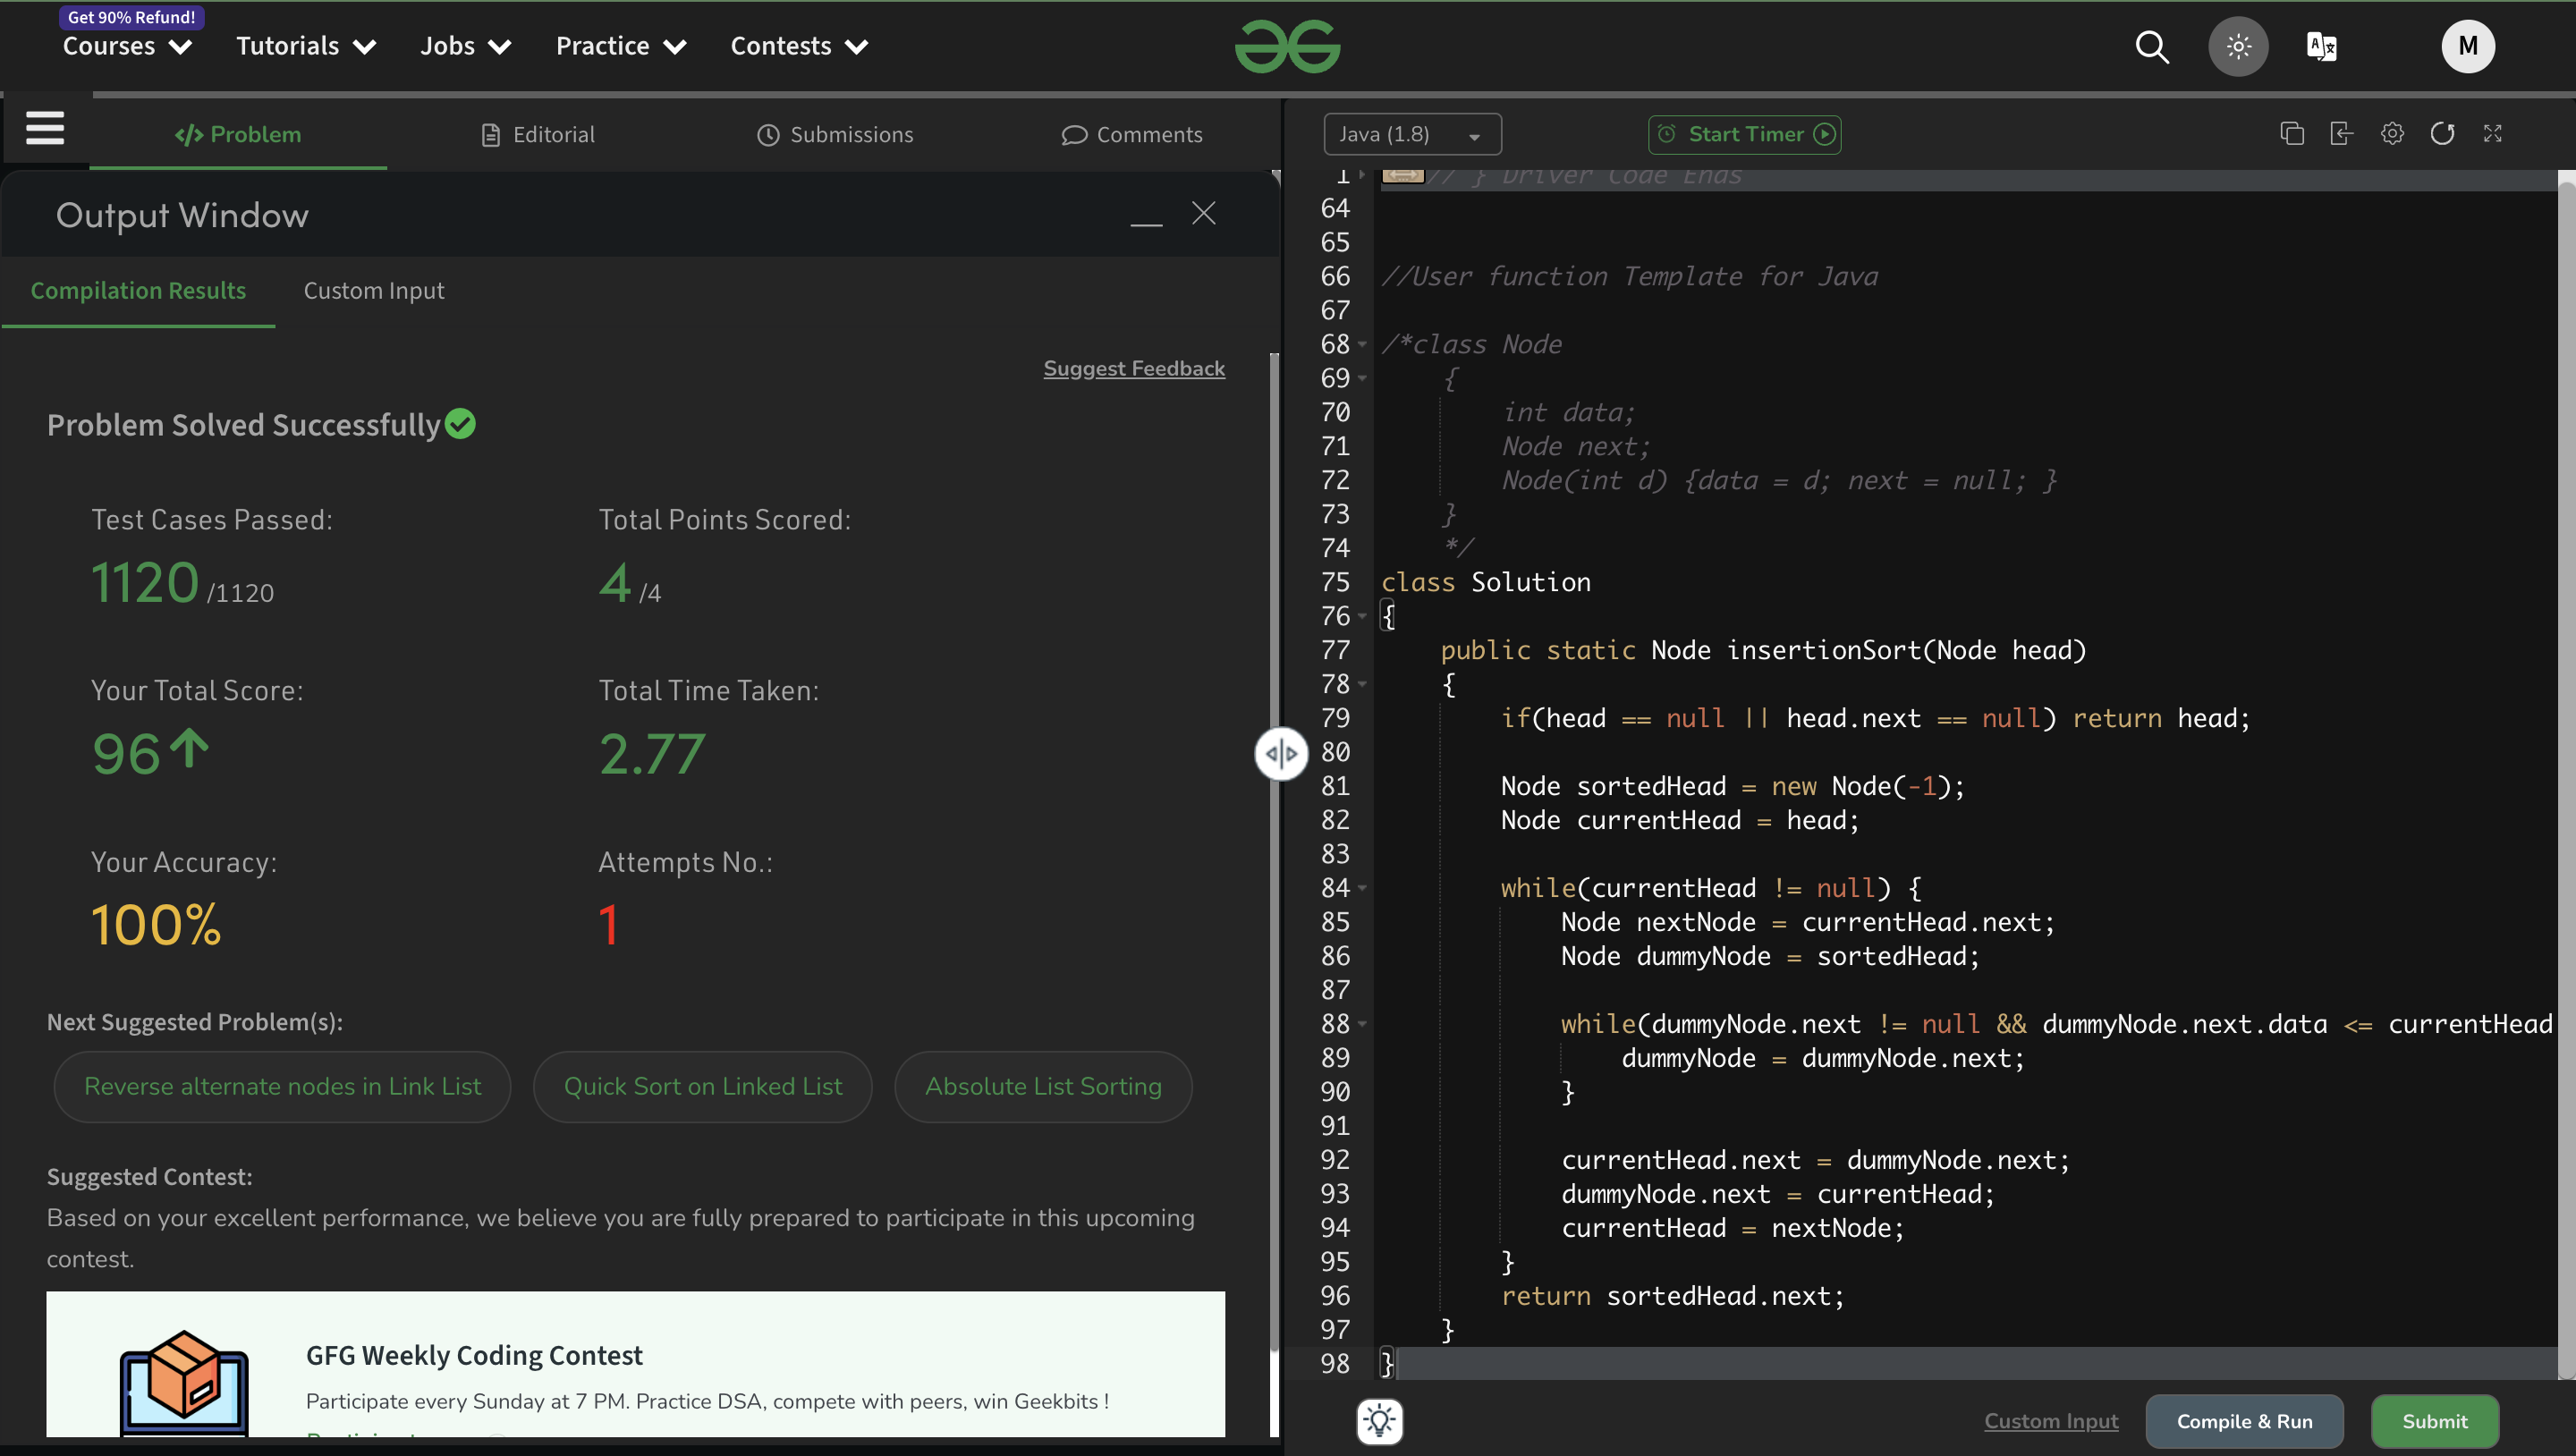 Get 90% Refund!
Courses Tutorials Jobs Practice Contests
M
Problem Editorial Submissions Comments
Output Window
Compilation Results Custom Input
Suggest Feedback
Problem Solved Successfully
Test Cases Passed: Total Points Scored:
1120 /1120 4 /4
Your Total Score: Total Time Taken:
96 2.77
Your Accuracy: Attempts No.:
100% 1
Next Suggested Problem(s):
Reverse alternate nodes in Link List Quick Sort on Linked List Absolute List Sorting
Suggested Contest:
Based on your excellent performance, we believe you are fully prepared to participate in this upcoming
contest.
GFG Weekly Coding Contest
Participate every Sunday at 7 PM. Practice DSA, compete with peers, win Geekbits !
Java (1.8) Start Timer
1 // } Driver Code Ends
64
65
66 //User function Template for Java
67
68 /*class Node
69 {
70 int data;
71 Node next;
72 Node(int d) {data = d; next = null; }
73 }
74 */
75 class Solution
76 {
77 public static Node insertionSort(Node head)
78 {
79 if(head == null || head.next == null) return head;
80
81 Node sortedHead = new Node(-1);
82 Node currentHead = head;
83
84 while(currentHead != null) {
85 Node nextNode = currentHead.next;
86 Node dummyNode = sortedHead;
87
88 while(dummyNode.next != null && dummyNode.next.data <= currentHead
89 dummyNode = dummyNode.next;
90 }
91
92 currentHead.next = dummyNode.next;
93 dummyNode.next = currentHead;
94 currentHead = nextNode;
95 }
96 return sortedHead.next;
97 }
98 }
Custom Input Compile & Run Submit